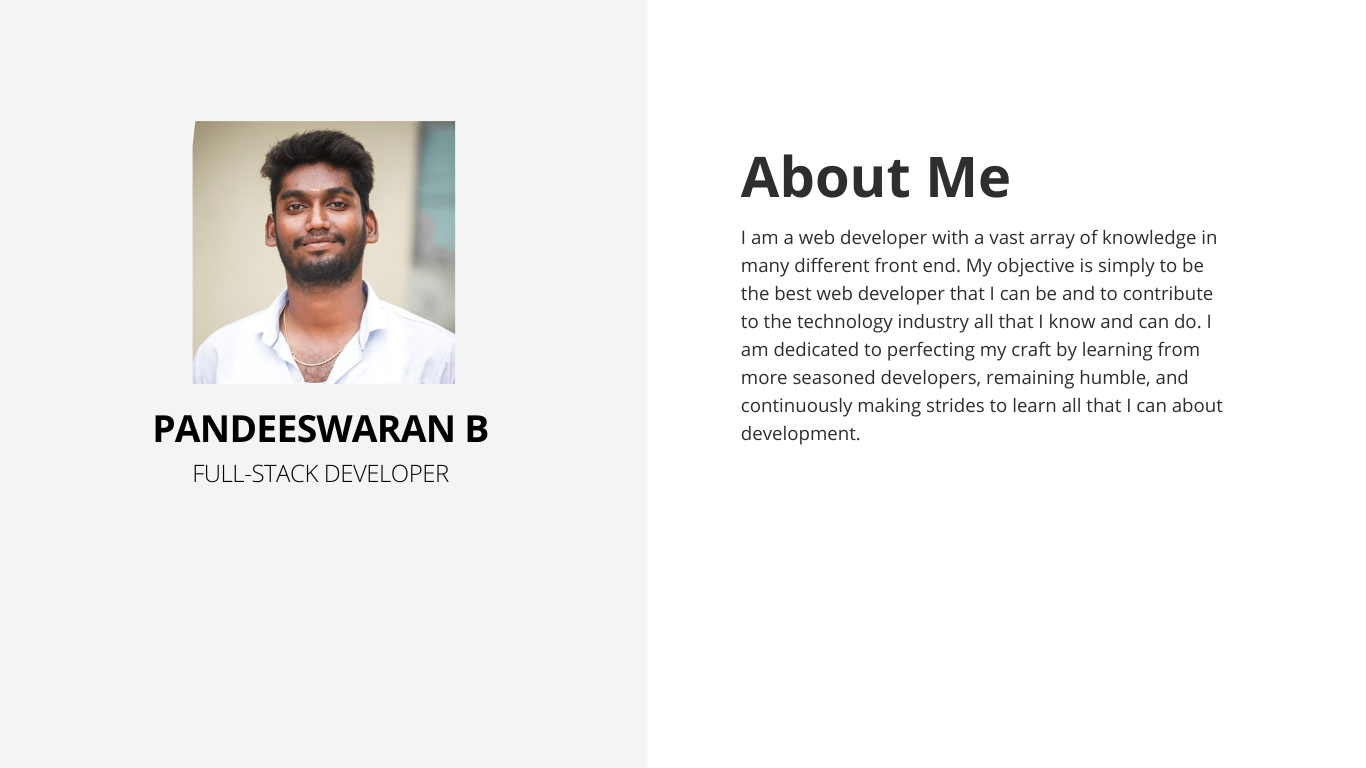 PANDEESWARAN B
FULL-STACK DEVELOPER
About Me
I am a web developer with a vast array of knowledge in
many different front end. My objective is simply to be
the best web developer that I can be and to contribute
to the technology industry all that I know and can do. I
am dedicated to perfecting my craft by learning from
more seasoned developers, remaining humble, and
continuously making strides to learn all that I can about
development.